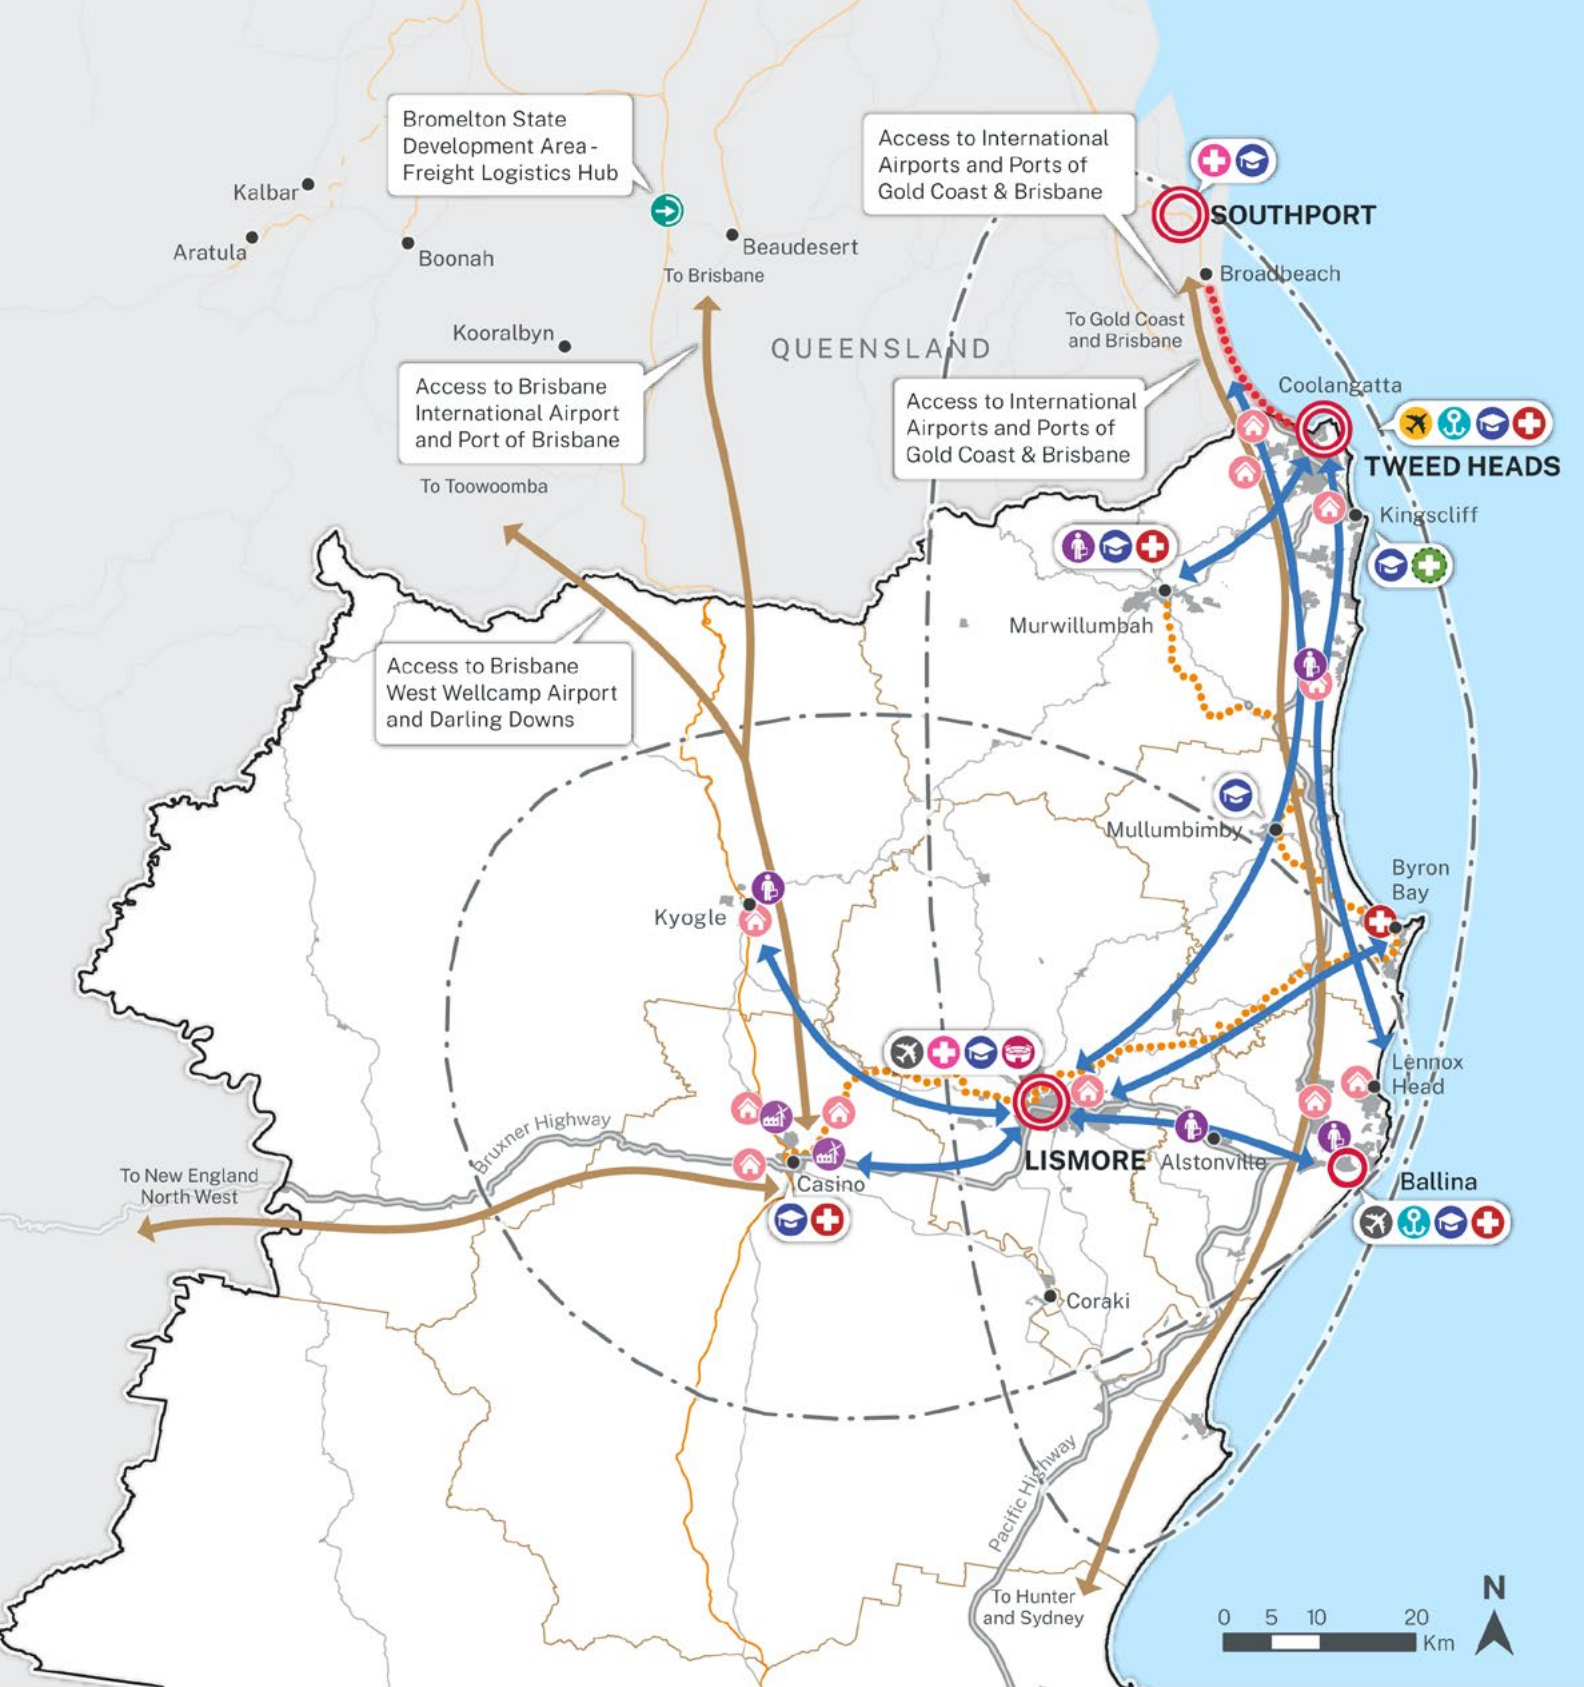 Bromelton State
Development Area -
Freight Logistics Hub
Access to International
Airports and Ports of
Gold Coast & Brisbane
SOUTHPORT
Kalbar
Aratula
Boonah
Beaudesert
To Brisbane
Broadbeach
Kooralbyn
QUEENSLAND
To Gold Coast
and Brisbane
Access to Brisbane
International Airport
and Port of Brisbane
Access to International
Airports and Ports of
Gold Coast & Brisbane
Coolangatta
TWEED HEADS
To Toowoomba
Kingscliff
Murwillumbah
Access to Brisbane
West Wellcamp Airport
and Darling Downs
Mullumbimby
Byron
Bay
Kyogle
Lennox
Head
Bruxner Highway
To New England
North West
Casino
LISMORE
Alstonville
Ballina
Coraki
Pacific Highway
To Hunter
and Sydney
N
0 5 10 20
Km